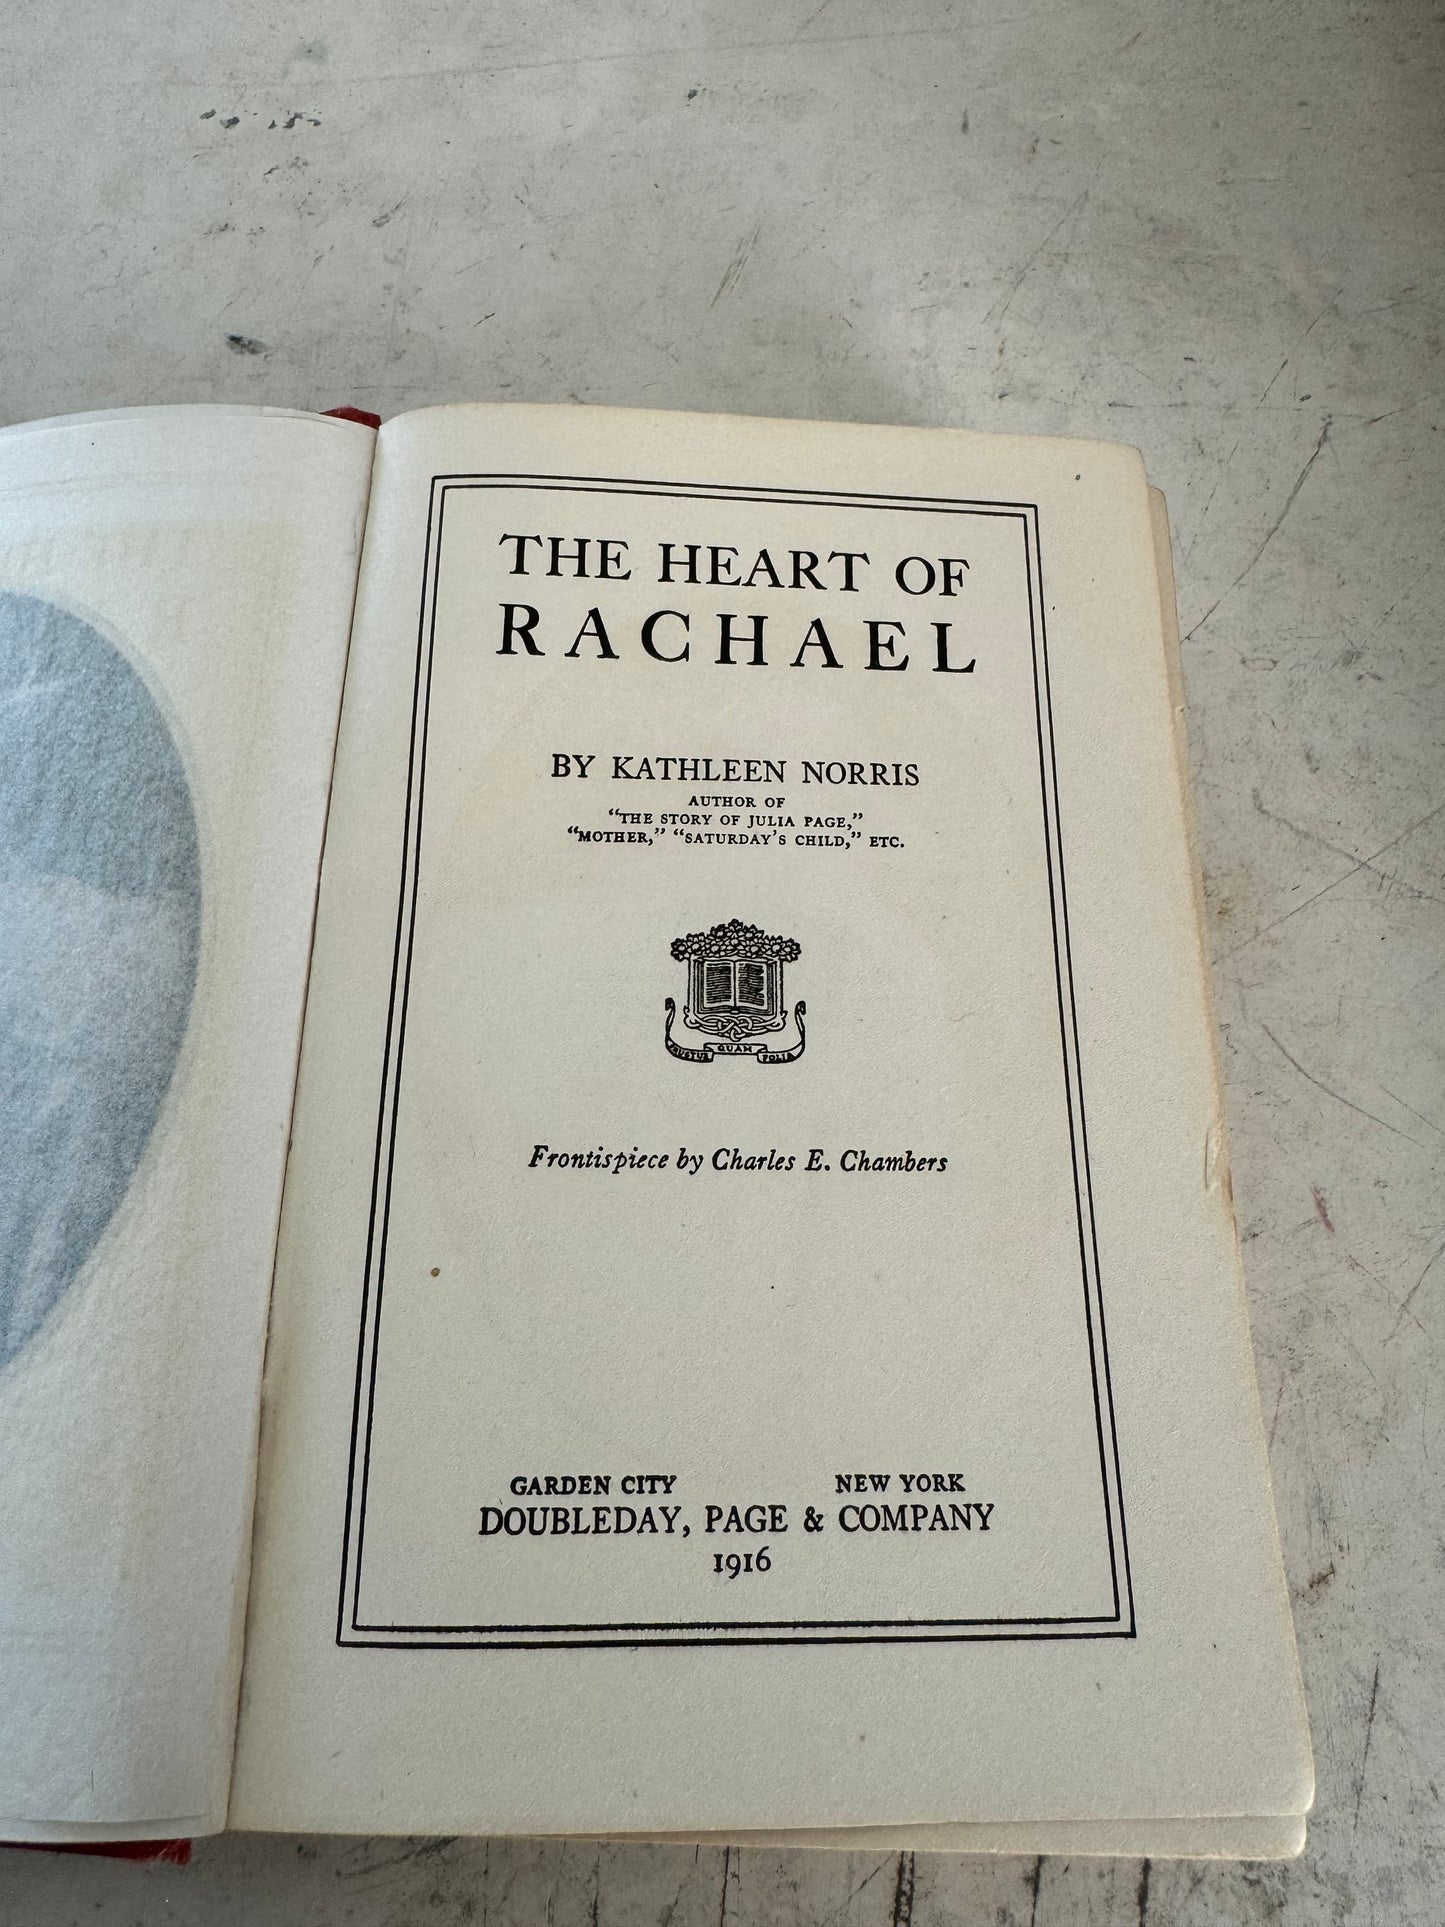 THE HEART OF
RACHAEL
BY KATHLEEN NORRIS
AUTHOR OF
"THE STORY OF JULIA PAGE,"
"MOTHER," "SATURDAY'S CHILD," ETC.
FRUCTUS QUAM FOLIA
Frontispiece by Charles E. Chambers
GARDEN CITY NEW YORK
DOUBLEDAY, PAGE & COMPANY
1916